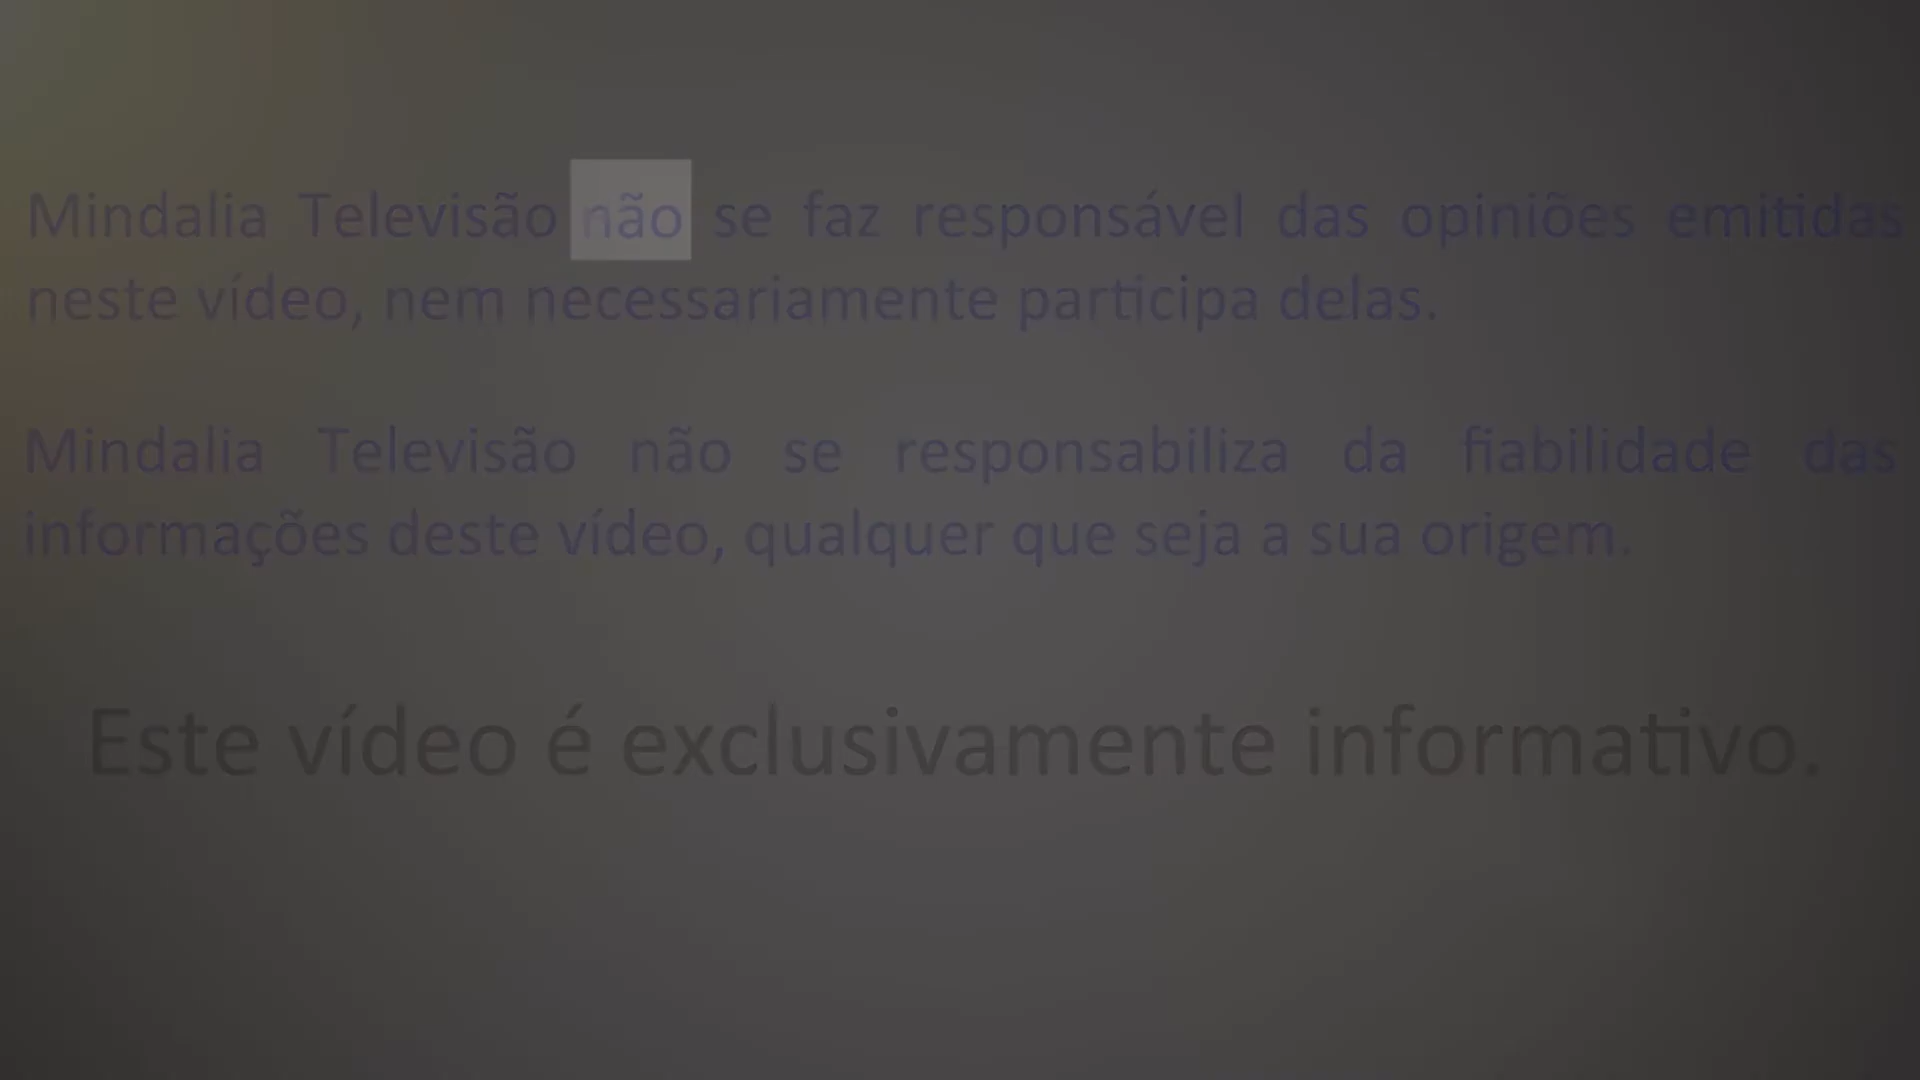 Mindalia Televisão não se faz responsável das opiniões emitidas
neste vídeo, nem necessariamente participa delas.
Mindalia Televisão não se responsabiliza da fiabilidade das
informações deste vídeo, qualquer que seja a sua origem.
Este vídeo é exclusivamente informativo.